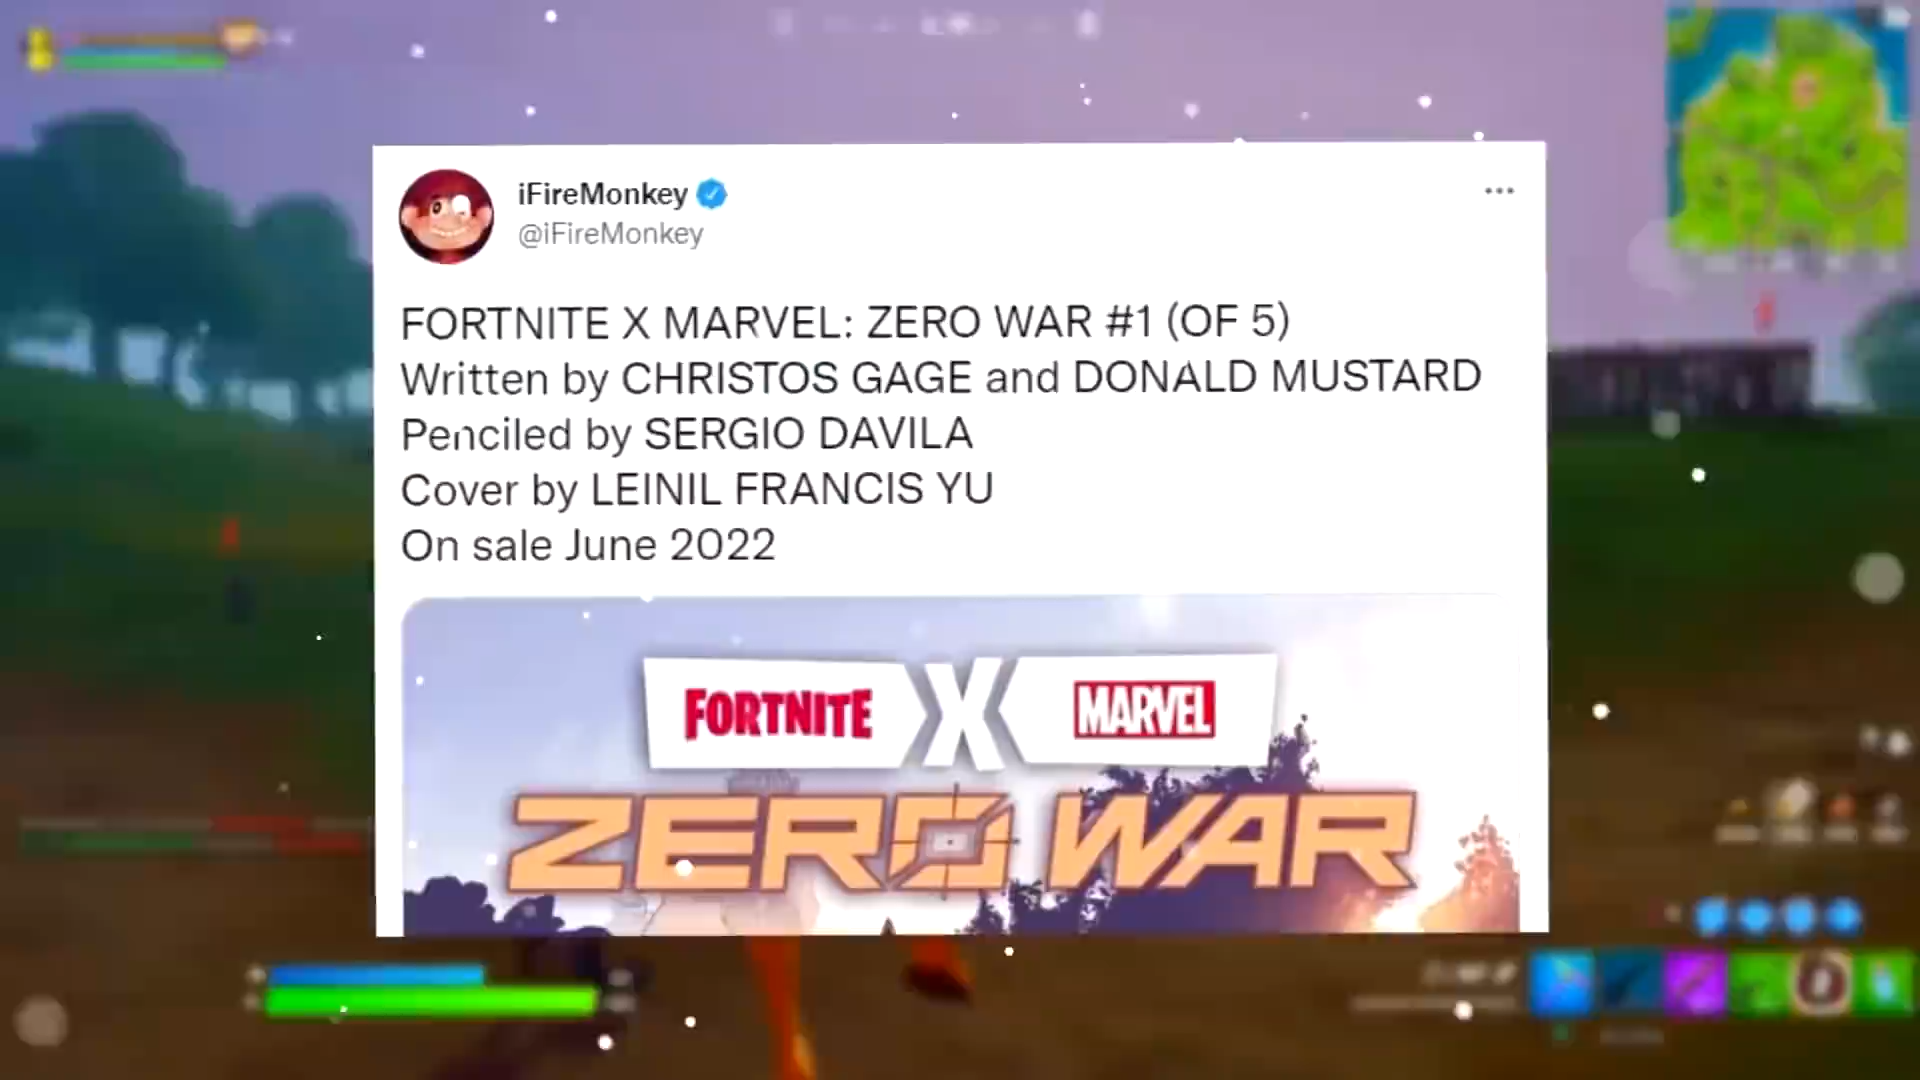 iFireMonkey
@iFireMonkey
FORTNITE X MARVEL: ZERO WAR #1 (OF 5)
Written by CHRISTOS GAGE and DONALD MUSTARD
Penciled by SERGIO DAVILA
Cover by LEINIL FRANCIS YU
On sale June 2022
FORTNITE X MARVEL
ZERO WAR